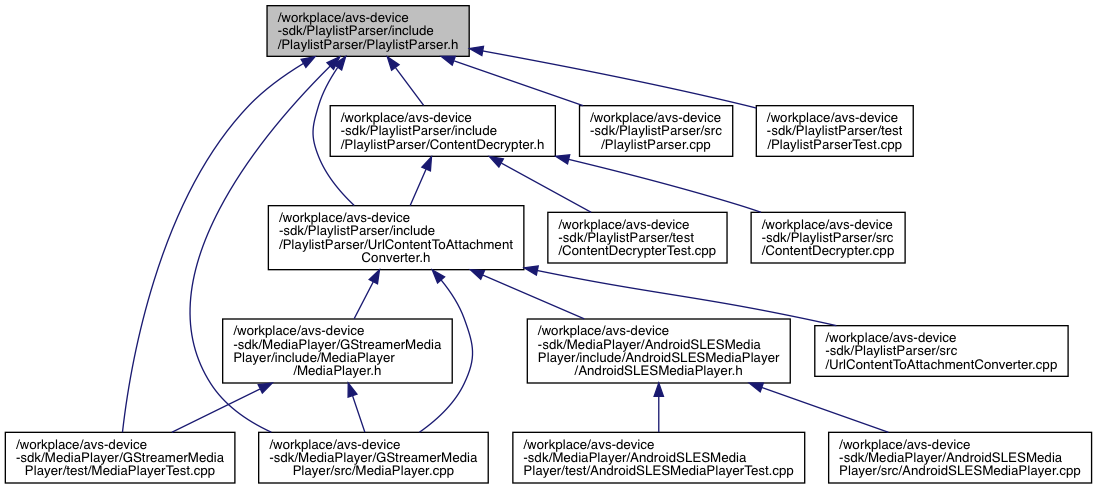 /workplace/avs-device
-sdk/PlaylistParser/include
/PlaylistParser/PlaylistParser.h
/workplace/avs-device
-sdk/PlaylistParser/include
/PlaylistParser/ContentDecrypter.h
/workplace/avs-device
-sdk/PlaylistParser/src
/PlaylistParser.cpp
/workplace/avs-device
-sdk/PlaylistParser/test
/PlaylistParserTest.cpp
/workplace/avs-device
-sdk/PlaylistParser/include
/PlaylistParser/UrlContentToAttachment
Converter.h
/workplace/avs-device
-sdk/PlaylistParser/test
/ContentDecrypterTest.cpp
/workplace/avs-device
-sdk/PlaylistParser/src
/ContentDecrypter.cpp
/workplace/avs-device
-sdk/MediaPlayer/GStreamerMedia
Player/include/MediaPlayer
/MediaPlayer.h
/workplace/avs-device
-sdk/MediaPlayer/AndroidSLESMedia
Player/include/AndroidSLESMediaPlayer
/AndroidSLESMediaPlayer.h
/workplace/avs-device
-sdk/PlaylistParser/src
/UrlContentToAttachmentConverter.cpp
/workplace/avs-device
-sdk/MediaPlayer/GStreamerMedia
Player/test/MediaPlayerTest.cpp
/workplace/avs-device
-sdk/MediaPlayer/GStreamerMedia
Player/src/MediaPlayer.cpp
/workplace/avs-device
-sdk/MediaPlayer/AndroidSLESMedia
Player/test/AndroidSLESMediaPlayerTest.cpp
/workplace/avs-device
-sdk/MediaPlayer/AndroidSLESMedia
Player/src/AndroidSLESMediaPlayer.cpp